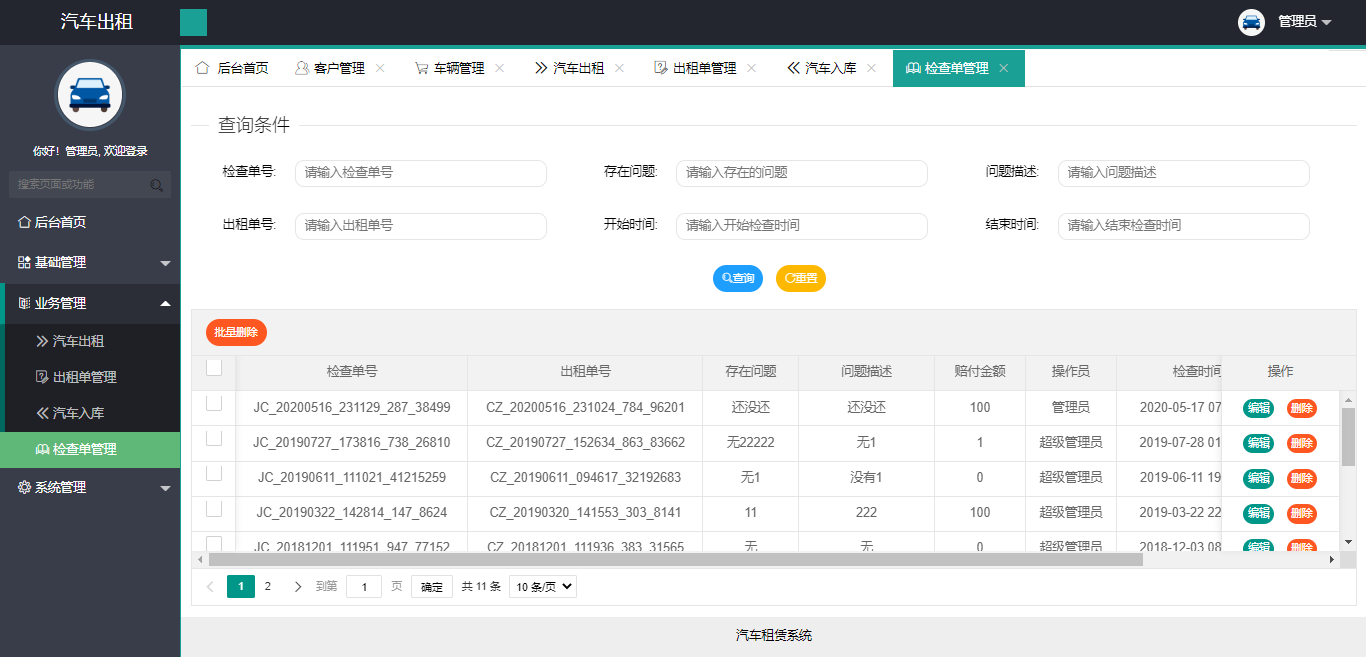 汽车出租
管理员
你好！管理员, 欢迎登录
搜索页面或功能
后台首页
基础管理
业务管理
汽车出租
出租单管理
汽车入库
检查单管理
系统管理
后台首页 客户管理 车辆管理 汽车出租 出租单管理 汽车入库 检查单管理
查询条件
检查单号: 请输入检查单号 存在问题: 请输入存在的问题 问题描述: 请输入问题描述
出租单号: 请输入出租单号 开始时间: 请输入开始检查时间 结束时间: 请输入结束检查时间
查询 重置
批量删除
检查单号 出租单号 存在问题 问题描述 赔付金额 操作员 检查时间 操作
JC_20200516_231129_287_38499 CZ_20200516_231024_784_96201 还没还 还没还 100 管理员 2020-05-17 07 编辑 删除
JC_20190727_173816_738_26810 CZ_20190727_152634_863_83662 无22222 无1 1 超级管理员 2019-07-28 01 编辑 删除
JC_20190611_111021_41215259 CZ_20190611_094617_32192683 无1 没有1 0 超级管理员 2019-06-11 19 编辑 删除
JC_20190322_142814_147_8624 CZ_20190320_141553_303_8141 11 222 100 超级管理员 2019-03-22 22 编辑 删除
JC_20181201_111951_947_77152 CZ_20181201_111936_383_31565 无 无 0 超级管理员 2018-12-03 08 编辑 删除
1 2 到第 1 页 确定 共 11 条 10 条/页
汽车租赁系统